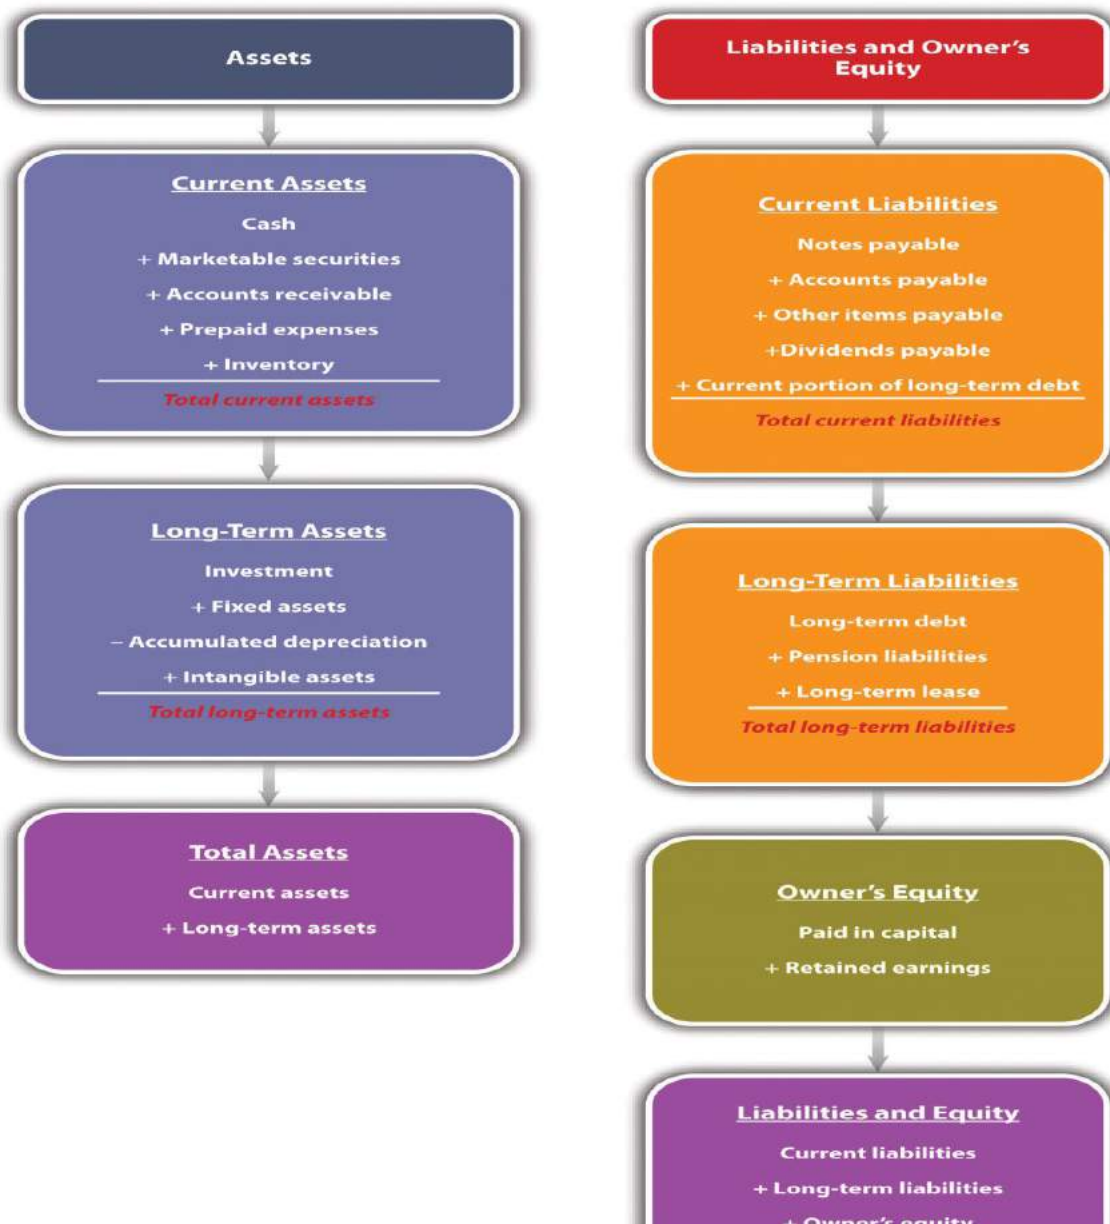 Assets
Current Assets
Cash
+ Marketable securities
+ Accounts receivable
+ Prepaid expenses
+ Inventory
Total current assets
Long-Term Assets
Investment
+ Fixed assets
– Accumulated depreciation
+ Intangible assets
Total long-term assets
Total Assets
Current assets
+ Long-term assets
Liabilities and Owner’s
Equity
Current Liabilities
Notes payable
+ Accounts payable
+ Other items payable
+Dividends payable
+ Current portion of long-term debt
Total current liabilities
Long-Term Liabilities
Long-term debt
+ Pension liabilities
+ Long-term lease
Total long-term liabilities
Owner’s Equity
Paid in capital
+ Retained earnings
Liabilities and Equity
Current liabilities
+ Long-term liabilities
+ Owner’s equity